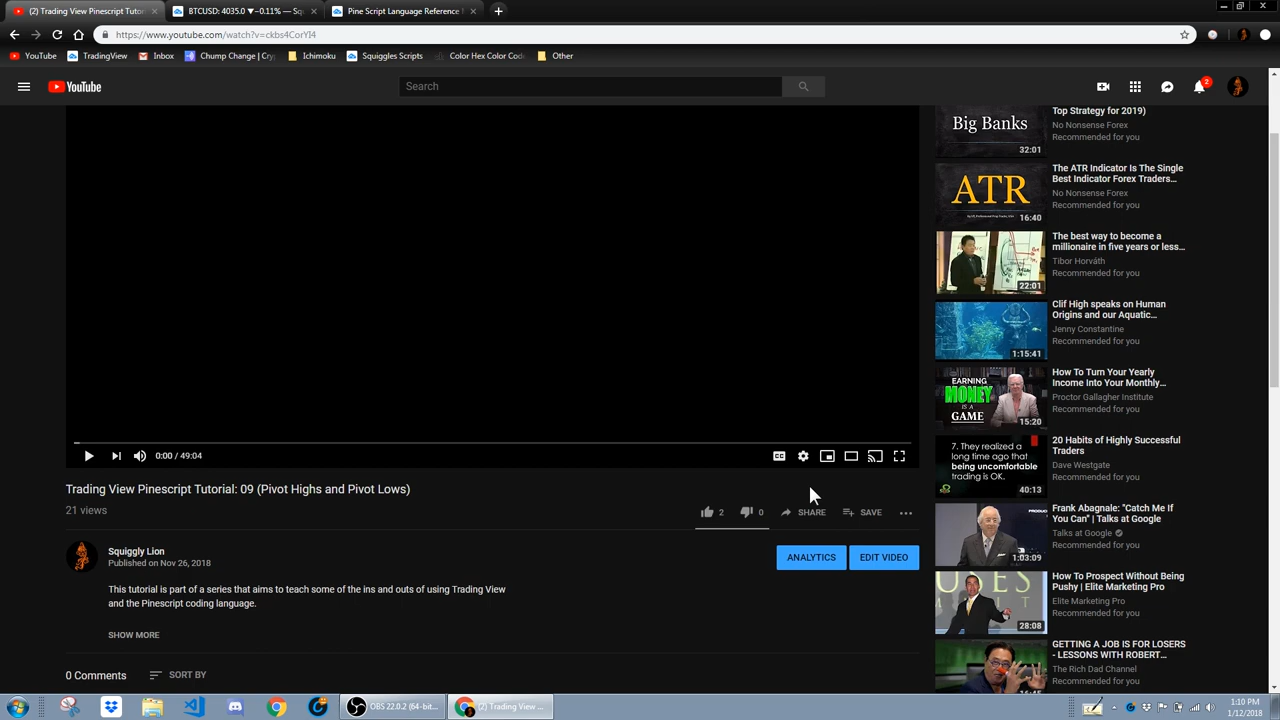 (2) Trading View Pinescript Tuto
BTCUSD: 4035.0 ▼−0.11% — Sq
Pine Script Language Reference
https://www.youtube.com/watch?v=ckbs4CorYI4
YouTube
TradingView
Inbox
Chump Change | Cry
Ichimoku
Squiggles Scripts
Color Hex Color Cod
Other
YouTube
Search
2
Big Banks
32:01
Top Strategy for 2019)
No Nonsense Forex
Recommended for you
ATR
16:40
The ATR Indicator Is The Single
Best Indicator Forex Traders...
No Nonsense Forex
Recommended for you
22:01
The best way to become a
millionaire in five years or less...
Tibor Horváth
Recommended for you
1:15:41
Clif High speaks on Human
Origins and our Aquatic...
Jenny Constantine
Recommended for you
EARNING
MONEY
IS A
GAME
15:20
How To Turn Your Yearly
Income Into Your Monthly...
Proctor Gallagher Institute
Recommended for you
7. They realized a
long time ago that
being uncomfortable
trading is OK.
40:13
20 Habits of Highly Successful
Traders
Dave Westgate
Recommended for you
1:03:09
Frank Abagnale: "Catch Me If
You Can" | Talks at Google
Talks at Google
Recommended for you
28:08
How To Prospect Without Being
Pushy | Elite Marketing Pro
Elite Marketing Pro
Recommended for you
GETTING A JOB IS FOR LOSERS
- LESSONS WITH ROBERT...
The Rich Dad Channel
Recommended for you
0:00 / 49:04
CC
Trading View Pinescript Tutorial: 09 (Pivot Highs and Pivot Lows)
21 views
2
0
SHARE
SAVE
Squiggly Lion
Published on Nov 26, 2018
ANALYTICS
EDIT VIDEO
This tutorial is part of a series that aims to teach some of the ins and outs of using Trading View
and the Pinescript coding language.
SHOW MORE
0 Comments
SORT BY
OBS 22.0.2 (64-bit...
(2) Trading View ...
1:10 PM
1/12/2018